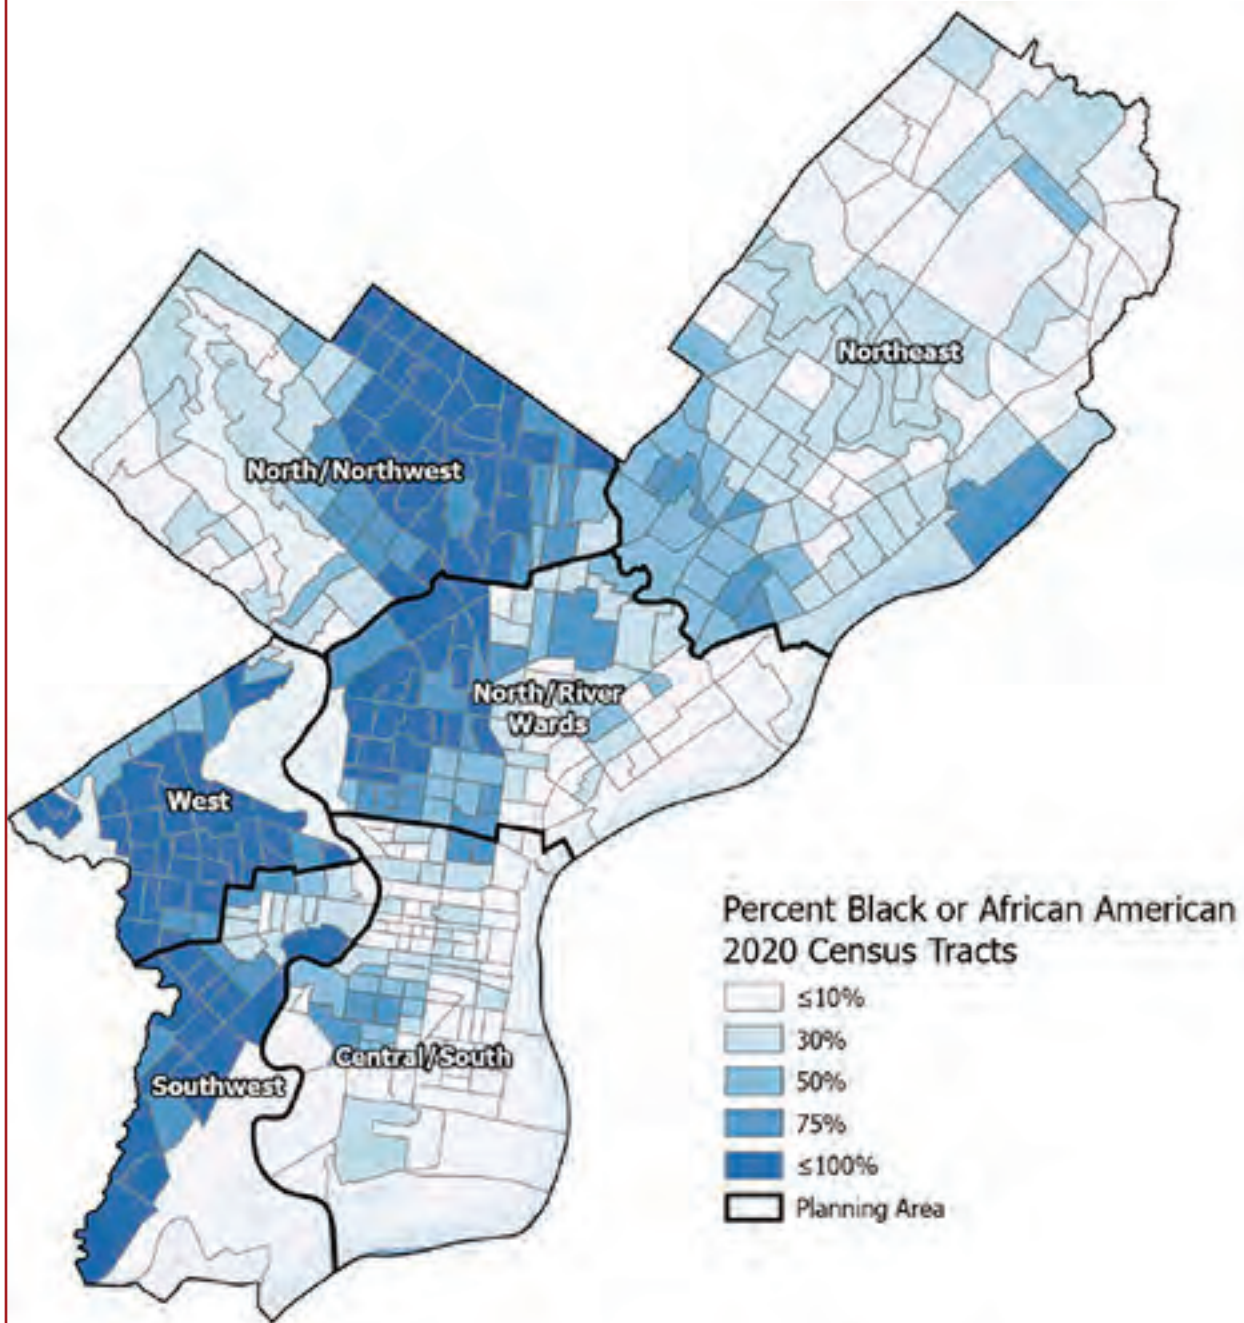 Northeast
North/Northwest
North/River
Wards
West
Central/South
Southwest
Percent Black or African American
2020 Census Tracts
≤10%
30%
50%
75%
≤100%
Planning Area